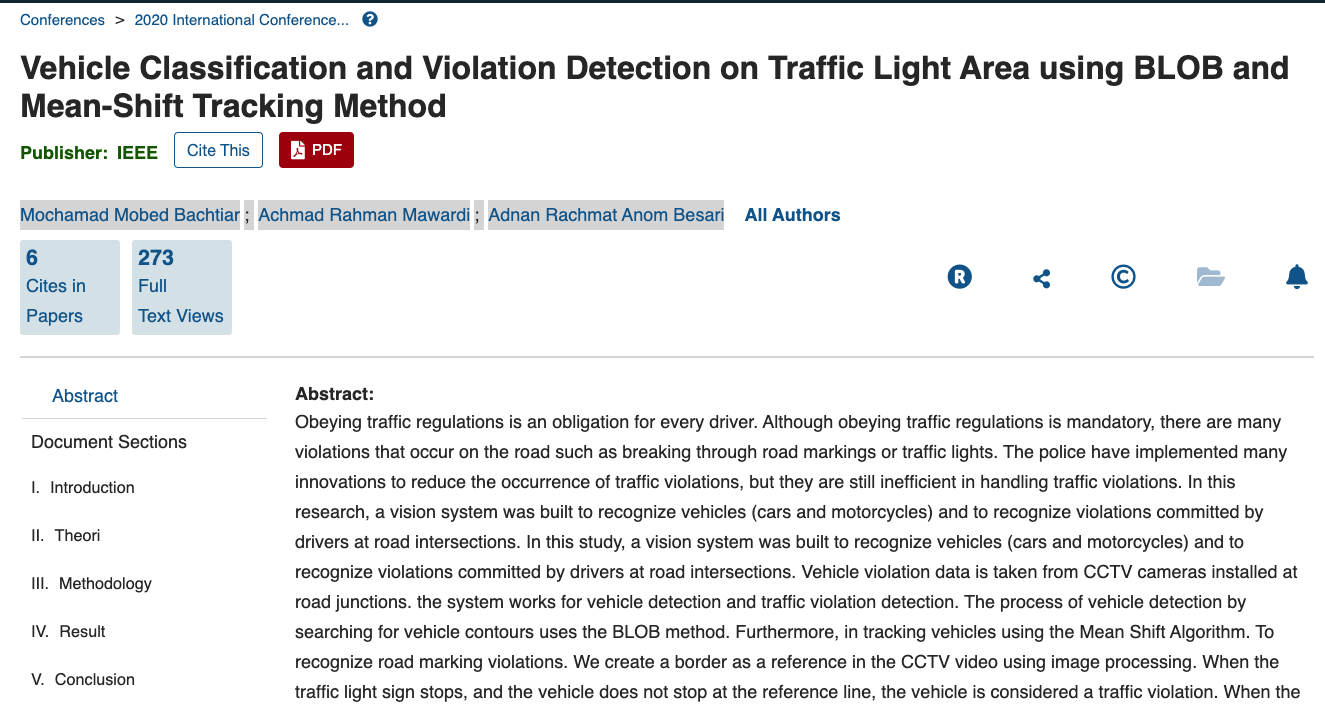 Conferences > 2020 International Conference...
Vehicle Classification and Violation Detection on Traffic Light Area using BLOB and
Mean-Shift Tracking Method
Publisher: IEEE Cite This PDF
Mochamad Mobed Bachtiar ; Achmad Rahman Mawardi ; Adnan Rachmat Anom Besari All Authors
6
Cites in
Papers
273
Full
Text Views
Abstract
Document Sections
I. Introduction
II. Theori
III. Methodology
IV. Result
V. Conclusion
Abstract:
Obeying traffic regulations is an obligation for every driver. Although obeying traffic regulations is mandatory, there are many
violations that occur on the road such as breaking through road markings or traffic lights. The police have implemented many
innovations to reduce the occurrence of traffic violations, but they are still inefficient in handling traffic violations. In this
research, a vision system was built to recognize vehicles (cars and motorcycles) and to recognize violations committed by
drivers at road intersections. In this study, a vision system was built to recognize vehicles (cars and motorcycles) and to
recognize violations committed by drivers at road intersections. Vehicle violation data is taken from CCTV cameras installed at
road junctions. the system works for vehicle detection and traffic violation detection. The process of vehicle detection by
searching for vehicle contours uses the BLOB method. Furthermore, in tracking vehicles using the Mean Shift Algorithm. To
recognize road marking violations. We create a border as a reference in the CCTV video using image processing. When the
traffic light sign stops, and the vehicle does not stop at the reference line, the vehicle is considered a traffic violation. When the